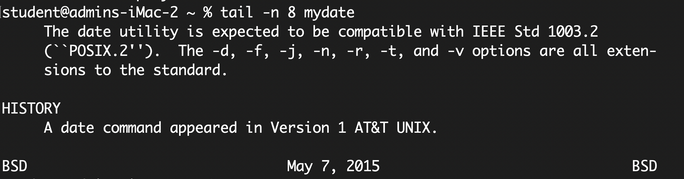 student@admins-iMac-2 ~ % tail -n 8 mydate
The date utility is expected to be compatible with IEEE Std 1003.2
(``POSIX.2'').  The -d, -f, -j, -n, -r, -t, and -v options are all exten-
sions to the standard.
HISTORY
A date command appeared in Version 1 AT&T UNIX.
BSD May 7, 2015 BSD